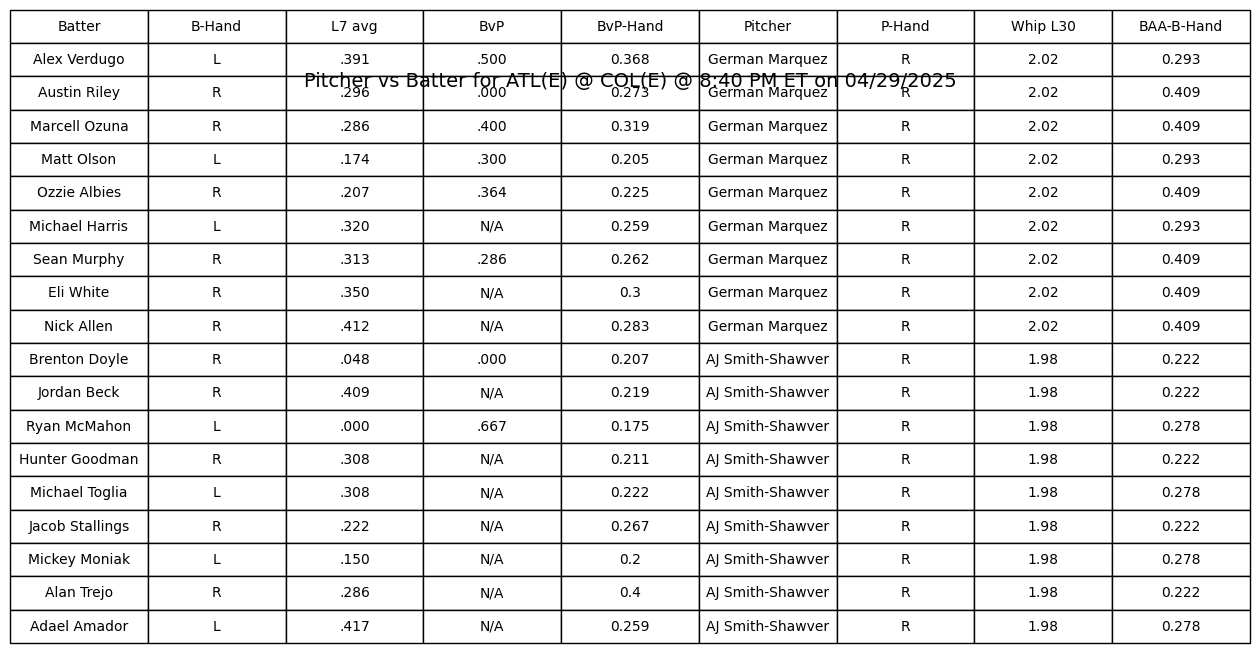 Batter B-Hand L7 avg BvP BvP-Hand Pitcher P-Hand Whip L30 BAA-B-Hand
Alex Verdugo L .391 .500 0.368 German Marquez R 2.02 0.293
Pitcher vs Batter for ATL(E) @ COL(E) @ 8:40 PM ET on 04/29/2025
Austin Riley R .296 .000 0.273 German Marquez R 2.02 0.409
Marcell Ozuna R .286 .400 0.319 German Marquez R 2.02 0.409
Matt Olson L .174 .300 0.205 German Marquez R 2.02 0.293
Ozzie Albies R .207 .364 0.225 German Marquez R 2.02 0.409
Michael Harris L .320 N/A 0.259 German Marquez R 2.02 0.293
Sean Murphy R .313 .286 0.262 German Marquez R 2.02 0.409
Eli White R .350 N/A 0.3 German Marquez R 2.02 0.409
Nick Allen R .412 N/A 0.283 German Marquez R 2.02 0.409
Brenton Doyle R .048 .000 0.207 AJ Smith-Shawver R 1.98 0.222
Jordan Beck R .409 N/A 0.219 AJ Smith-Shawver R 1.98 0.222
Ryan McMahon L .000 .667 0.175 AJ Smith-Shawver R 1.98 0.278
Hunter Goodman R .308 N/A 0.211 AJ Smith-Shawver R 1.98 0.222
Michael Toglia L .308 N/A 0.222 AJ Smith-Shawver R 1.98 0.278
Jacob Stallings R .222 N/A 0.267 AJ Smith-Shawver R 1.98 0.222
Mickey Moniak L .150 N/A 0.2 AJ Smith-Shawver R 1.98 0.278
Alan Trejo R .286 N/A 0.4 AJ Smith-Shawver R 1.98 0.222
Adael Amador L .417 N/A 0.259 AJ Smith-Shawver R 1.98 0.278